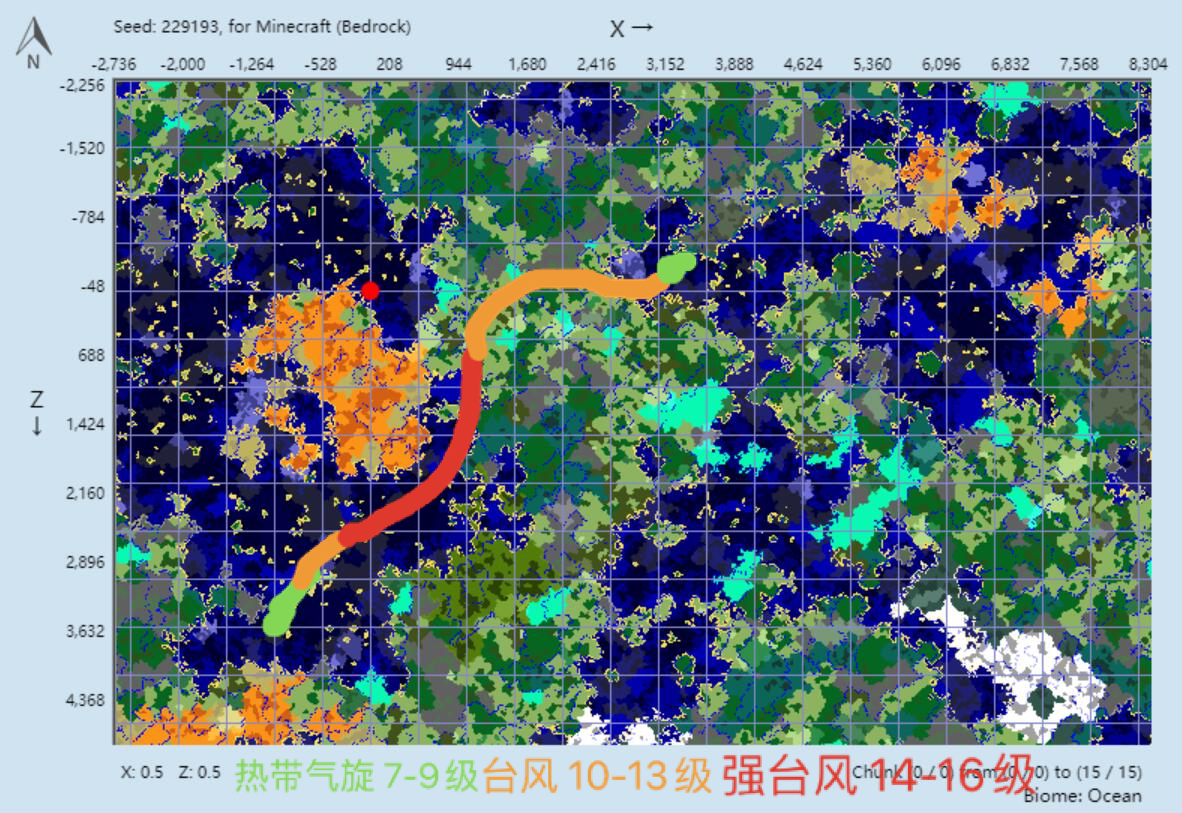 Seed: 229193, for Minecraft (Bedrock)
X →
N
-2,736 -2,000 -1,264 -528 208 944 1,680 2,416 3,152 3,888 4,624 5,360 6,096 6,832 7,568 8,304
-2,256
-1,520
-784
-48
688
Z
↓
1,424
2,160
2,896
3,632
4,368
X: 0.5 Z: 0.5
热带气旋 7-9级 台风 10-13级 强台风 14-16级
Chunk (0 / 0) from (0 / 0) to (15 / 15)
Biome: Ocean